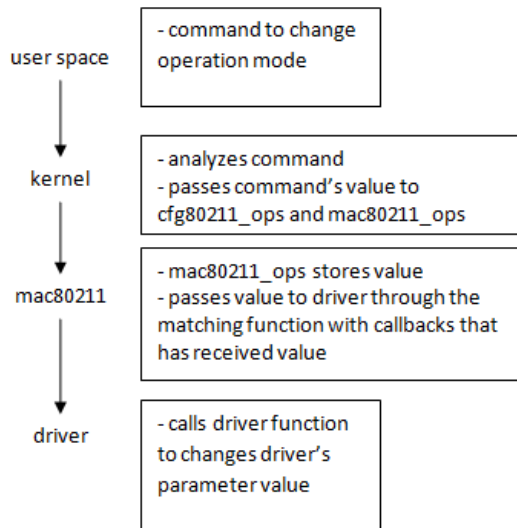 user space
- command to change
operation mode
kernel
- analyzes command
- passes command's value to
cfg80211_ops and mac80211_ops
mac80211
- mac80211_ops stores value
- passes value to driver through the
matching function with callbacks that
has received value
driver
- calls driver function
to changes driver's
parameter value